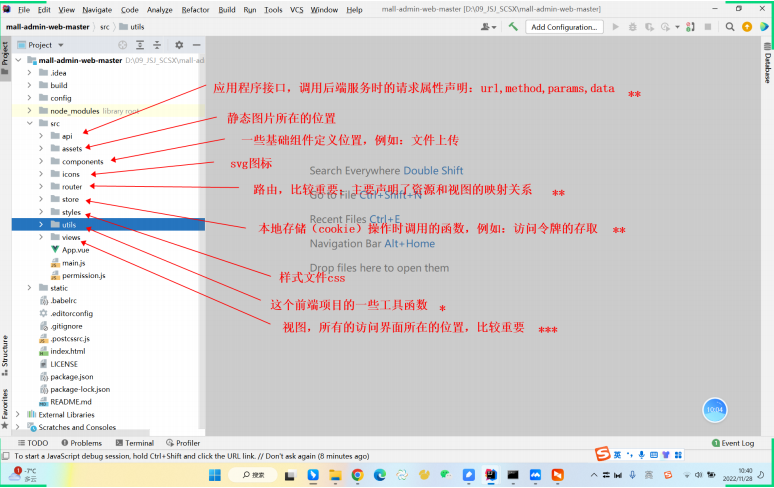 File Edit View Navigate Code Refactor Build Run Tools VCS Window Help mall-admin-web-master [D:\09_JSJ_SCSX\mall-admin-web-master]
mall-admin-web-master src utils Add Configuration...
Project
mall-admin-web-master D:\09_JSJ_SCSX\mall-ad
.idea
build
config
node_modules library root
src
api
assets
components
icons
router
store
styles
utils
views
App.vue
main.js
permission.js
static
.babelrc
.editorconfig
.gitignore
.postcssrc.js
index.html
LICENSE
package.json
package-lock.json
README.md
External Libraries
Scratches and Consoles
应用程序接口，调用后端服务时的请求属性声明：url,method,params,data **
静态图片所在的位置
一些基础组件定义位置，例如：文件上传
svg图标
Search Everywhere Double Shift
路由，比较重要：主要声明了资源和视图的映射关系 **
Go to File Ctrl+Shift+N
Recent Files Ctrl+E
本地存储（cookie）操作时调用的函数，例如：访问令牌的存取 **
Navigation Bar Alt+Home
Drop files here to open them
样式文件css
这个前端项目的一些工具函数 *
视图，所有的访问界面所在的位置，比较重要 ***
Project
Structure
Favorites
Database
10:04
TODO Problems Terminal Profiler Event Log
To start a JavaScript debug session, hold Ctrl+Shift and click the URL link. // Don't ask again (8 minutes ago)
英
-7°C
多云
搜索
英
10:40
2022/11/28